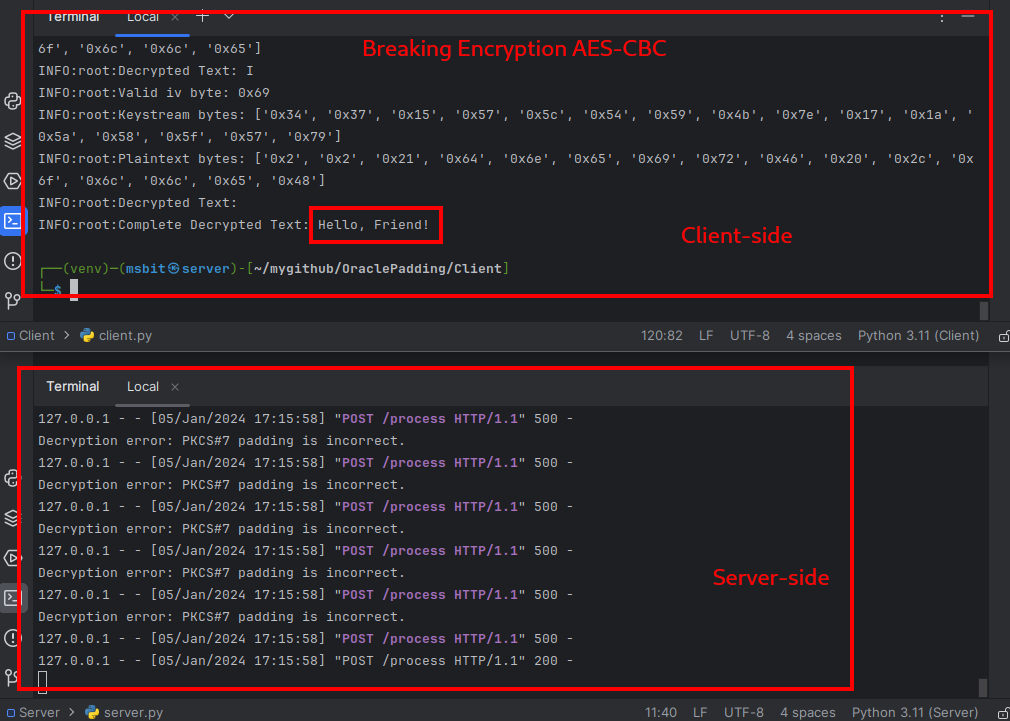 Terminal Local × +
6f', '0x6c', '0x6c', '0x65']
Breaking Encryption AES-CBC
INFO:root:Decrypted Text: I
INFO:root:Valid iv byte: 0x69
INFO:root:Keystream bytes: ['0x34', '0x37', '0x15', '0x57', '0x5c', '0x54', '0x59', '0x4b', '0x7e', '0x17', '0x1a', '
0x5a', '0x58', '0x5f', '0x57', '0x79']
INFO:root:Plaintext bytes: ['0x2', '0x2', '0x21', '0x64', '0x6e', '0x65', '0x69', '0x72', '0x46', '0x20', '0x2c', '0x
6f', '0x6c', '0x6c', '0x65', '0x48']
INFO:root:Decrypted Text:
INFO:root:Complete Decrypted Text: Hello, Friend!
Client-side
┌──(venv)─(msbit㉿server)-[~/mygithub/OraclePadding/Client]
└─$
Client > client.py 120:82 LF UTF-8 4 spaces Python 3.11 (Client)
Terminal Local ×
127.0.0.1 - - [05/Jan/2024 17:15:58] "POST /process HTTP/1.1" 500 -
Decryption error: PKCS#7 padding is incorrect.
127.0.0.1 - - [05/Jan/2024 17:15:58] "POST /process HTTP/1.1" 500 -
Decryption error: PKCS#7 padding is incorrect.
127.0.0.1 - - [05/Jan/2024 17:15:58] "POST /process HTTP/1.1" 500 -
Decryption error: PKCS#7 padding is incorrect.
127.0.0.1 - - [05/Jan/2024 17:15:58] "POST /process HTTP/1.1" 500 -
Decryption error: PKCS#7 padding is incorrect.
Server-side
127.0.0.1 - - [05/Jan/2024 17:15:58] "POST /process HTTP/1.1" 500 -
Decryption error: PKCS#7 padding is incorrect.
127.0.0.1 - - [05/Jan/2024 17:15:58] "POST /process HTTP/1.1" 500 -
127.0.0.1 - - [05/Jan/2024 17:15:58] "POST /process HTTP/1.1" 200 -
Server > server.py 11:40 LF UTF-8 4 spaces Python 3.11 (Server)